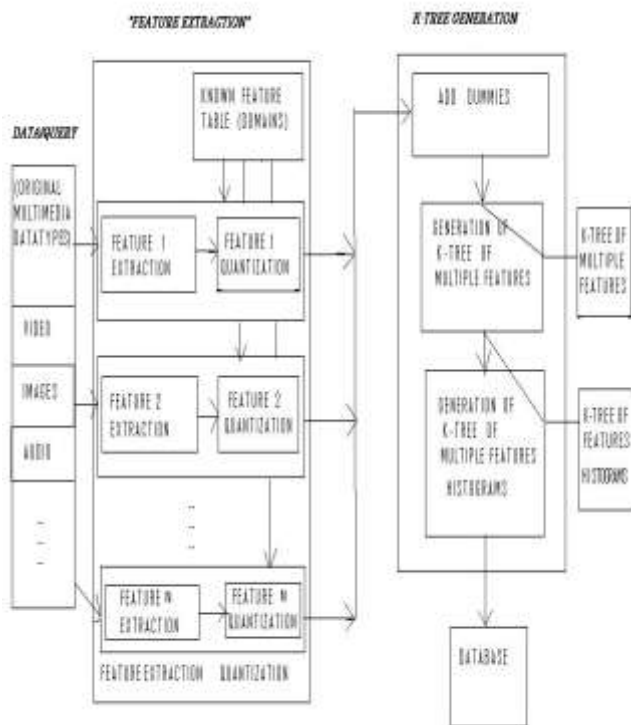 "FEATURE EXTRACTION"
K-TREE GENERATION
DATA/QUERY
(ORIGINAL
MULTIMEDIA
DATATYPES)
VIDEO
IMAGES
AUDIO
KNOWN FEATURE
TABLE (DOMAINS)
FEATURE 1
EXTRACTION
FEATURE 1
QUANTIZATION
FEATURE 2
EXTRACTION
FEATURE 2
QUANTIZATION
FEATURE N
EXTRACTION
FEATURE N
QUANTIZATION
FEATURE EXTRACTION
QUANTIZATION
ADD DUMMIES
GENERATION OF
K-TREE OF
MULTIPLE FEATURES
K-TREE OF
MULTIPLE
FEATURES
GENERATION OF
K-TREE OF
MULTIPLE FEATURES
HISTOGRAMS
K-TREE OF
FEATURES
HISTOGRAMS
DATABASE